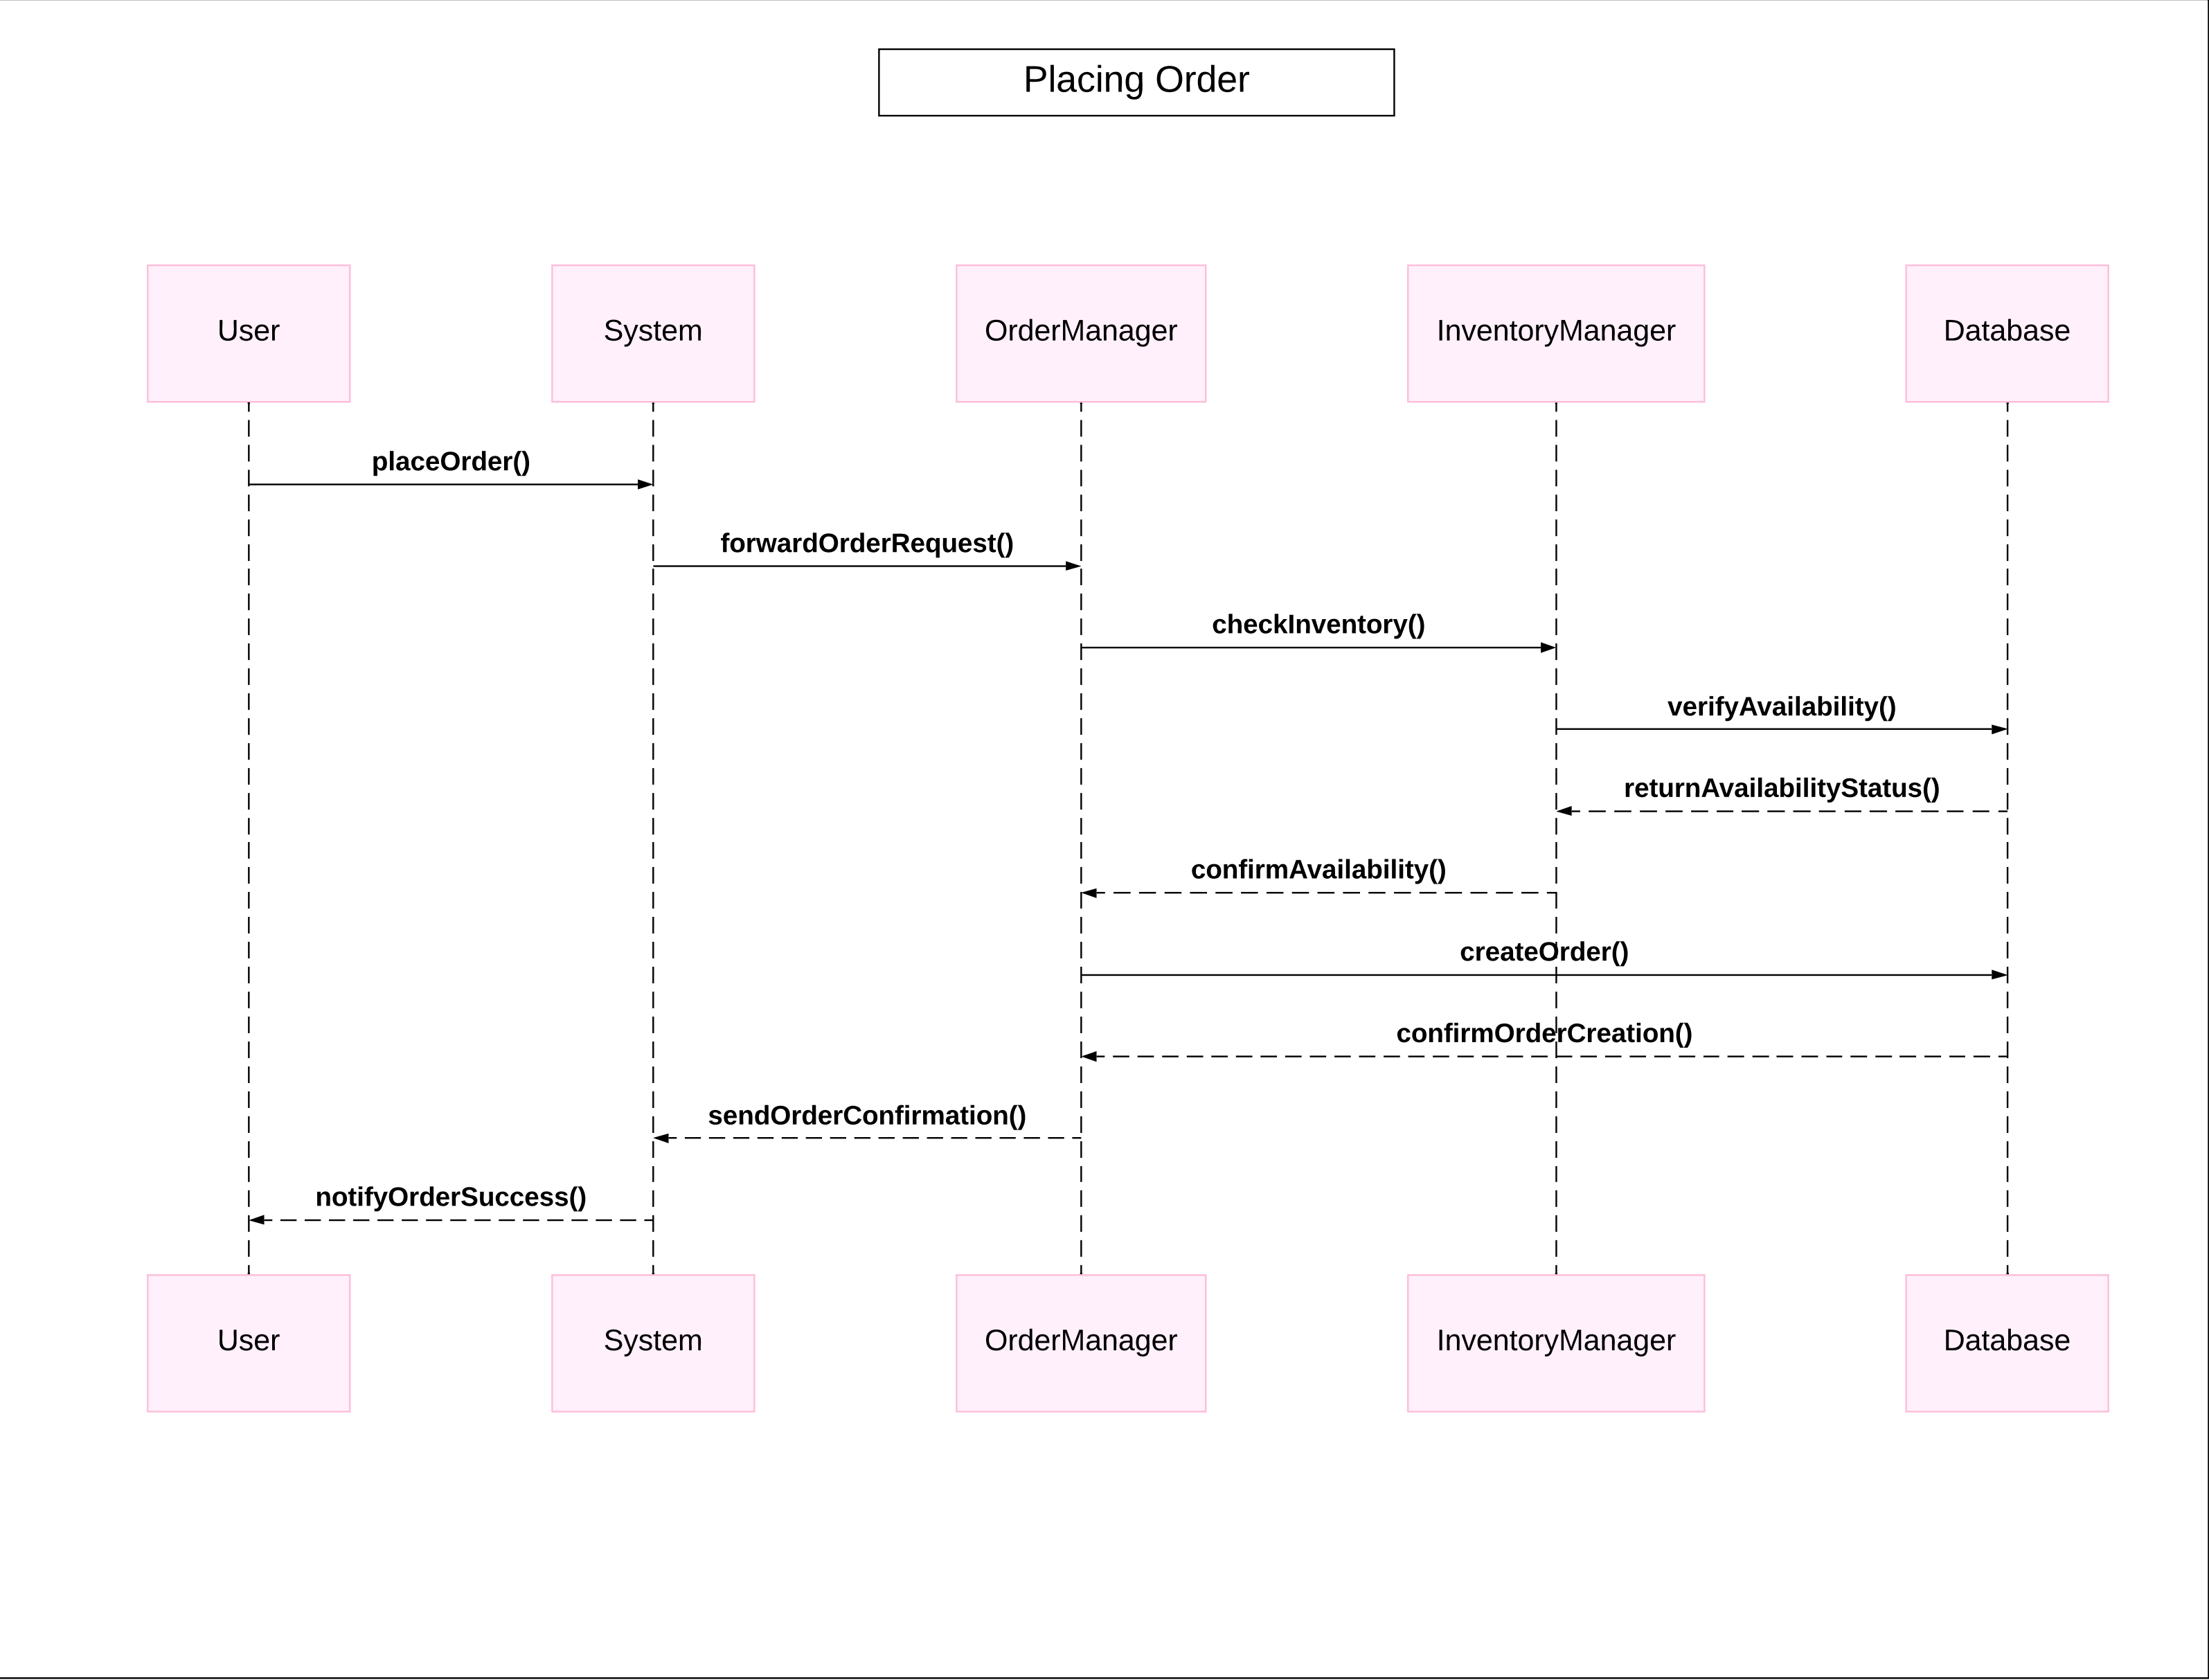 Placing Order
User
System
OrderManager
InventoryManager
Database
placeOrder()
forwardOrderRequest()
checkInventory()
verifyAvailability()
returnAvailabilityStatus()
confirmAvailability()
createOrder()
confirmOrderCreation()
sendOrderConfirmation()
notifyOrderSuccess()
User
System
OrderManager
InventoryManager
Database